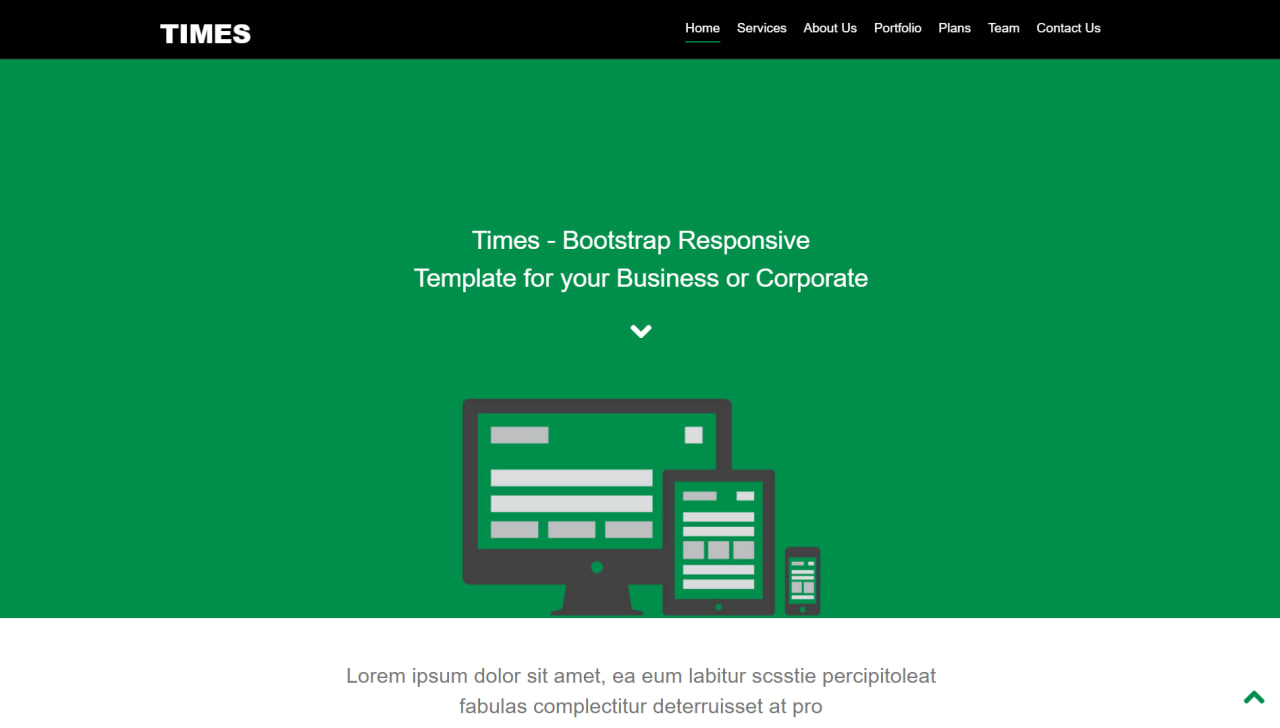 TIMES
Home Services About Us Portfolio Plans Team Contact Us
Times - Bootstrap Responsive
Template for your Business or Corporate
Lorem ipsum dolor sit amet, ea eum labitur scsstie percipitoleat
fabulas complectitur deterruisset at pro